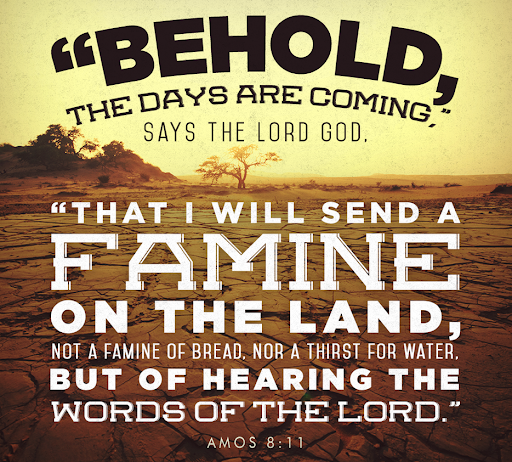 “BEHOLD,
THE DAYS ARE COMING,”
SAYS THE LORD GOD,
“THAT I WILL SEND A
FAMINE
ON THE LAND,
NOT A FAMINE OF BREAD, NOR A THIRST FOR WATER,
BUT OF HEARING THE
WORDS OF THE LORD.”
AMOS 8:11